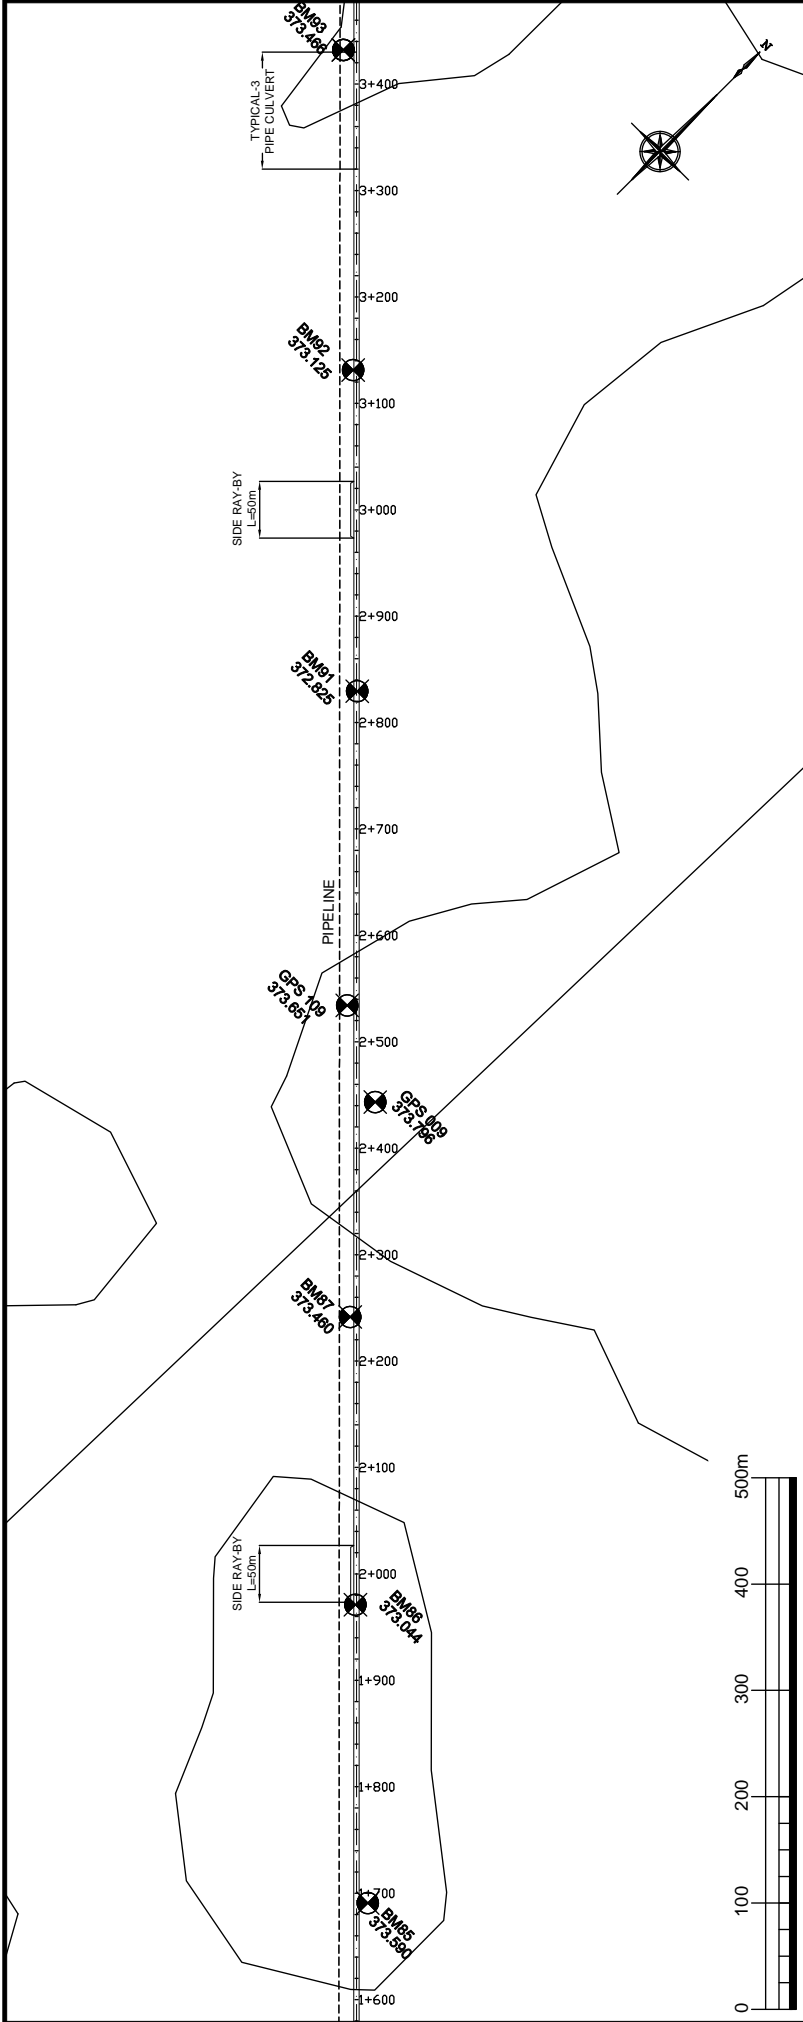 BM93
373.466
N
3+400
TYPICAL-3
PIPE CULVERT
3+300
3+200
BM92
373.125
3+100
SIDE RAY-BY
L=50m
3+000
2+900
BM91
372.825
2+800
2+700
PIPELINE
2+600
GPS 109
373.651
2+500
GPS 009
373.796
2+400
2+300
BM87
373.460
2+200
2+100
500m
SIDE RAY-BY
L=50m
2+000
400
BM86
373.044
1+900
300
1+800
200
1+700
100
BM85
373.590
1+600
0